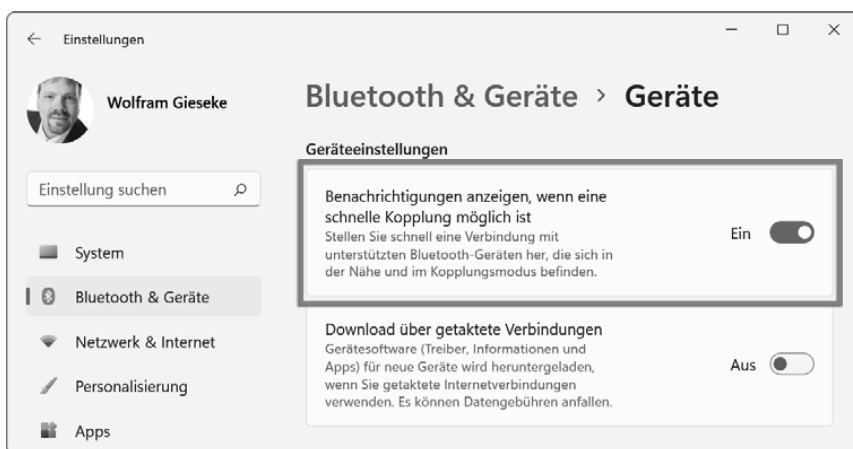 Einstellungen
Wolfram Gieseke
Einstellung suchen
System
Bluetooth & Geräte
Netzwerk & Internet
Personalisierung
Apps
Bluetooth & Geräte > Geräte
Geräteeinstellungen
Benachrichtigungen anzeigen, wenn eine
schnelle Kopplung möglich ist
Stellen Sie schnell eine Verbindung mit
unterstützten Bluetooth-Geräten her, die sich in
der Nähe und im Kopplungsmodus befinden.
Ein
Download über getaktete Verbindungen
Gerätesoftware (Treiber, Informationen und
Apps) für neue Geräte wird heruntergeladen,
wenn Sie getaktete Internetverbindungen
verwenden. Es können Datengebühren anfallen.
Aus